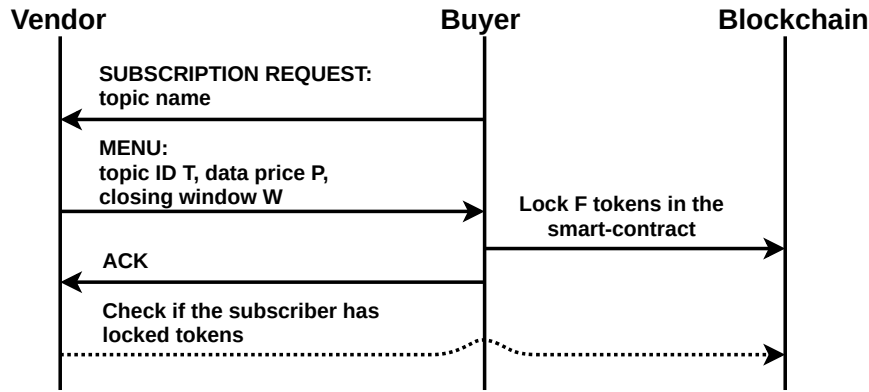 Vendor
Buyer
Blockchain
SUBSCRIPTION REQUEST:
topic name
MENU:
topic ID T, data price P,
closing window W
Lock F tokens in the
smart-contract
ACK
Check if the subscriber has
locked tokens